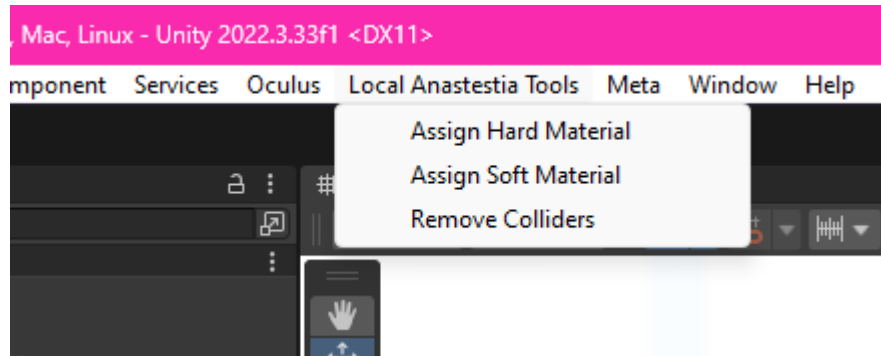 , Mac, Linux - Unity 2022.3.33f1 <DX11>
mponent Services Oculus Local Anastestia Tools Meta Window Help
Assign Hard Material
Assign Soft Material
Remove Colliders